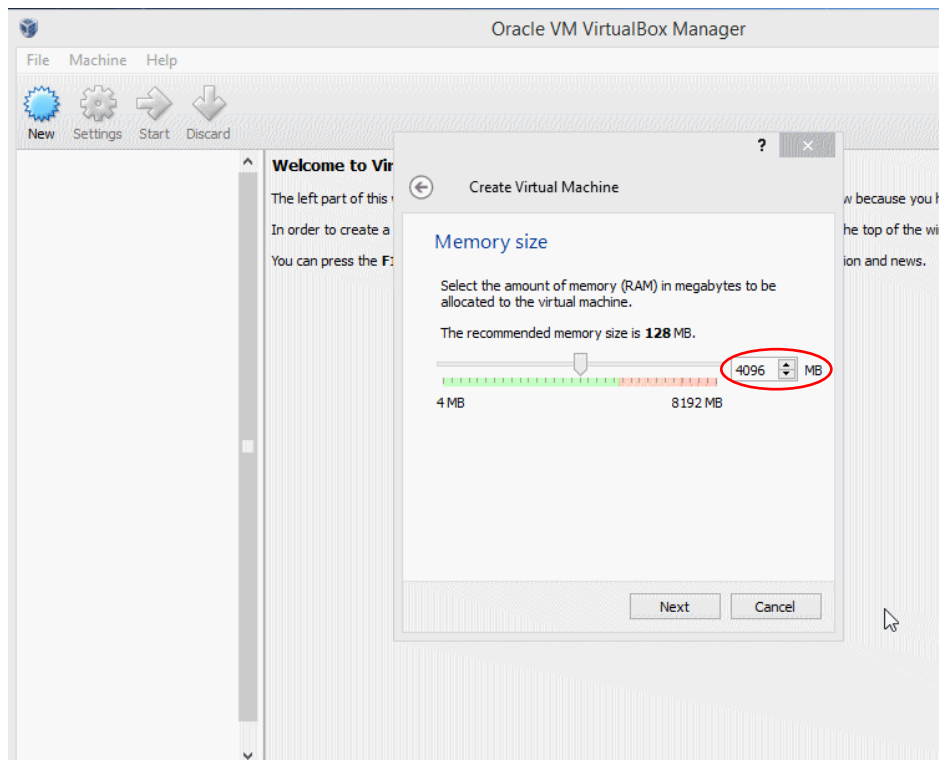 Oracle VM VirtualBox Manager
File Machine Help
New Settings Start Discard
Welcome to Vir
The left part of this
w because you h
In order to create a
he top of the wi
You can press the F1
ion and news.
?
Create Virtual Machine
Memory size
Select the amount of memory (RAM) in megabytes to be
allocated to the virtual machine.
The recommended memory size is 128 MB.
4096 MB
4 MB 8192 MB
Next Cancel